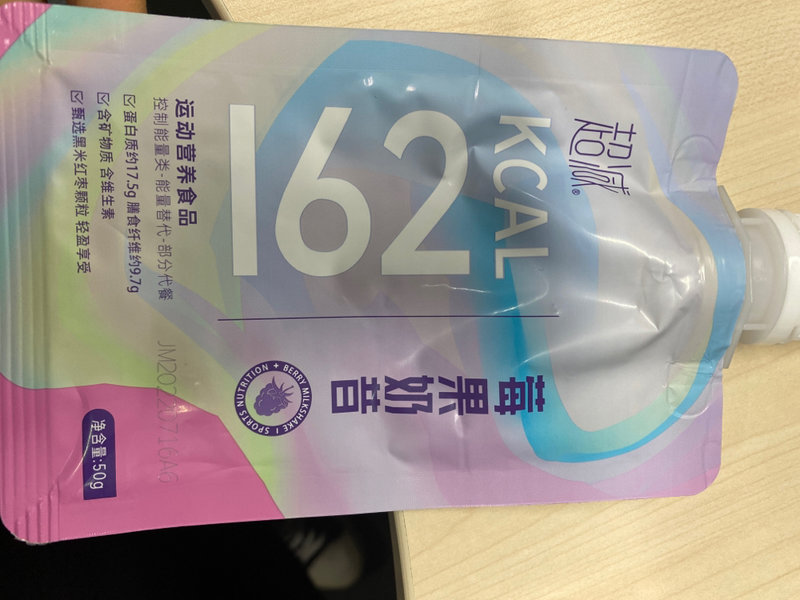 超减®
162
KCAL
莓果奶昔
SPORTS NUTRITION + BERRY MILKSHAKE |
运动营养食品
控制能量类-能量替代-部分代餐
☑ 蛋白质约17.5g 膳食纤维约9.7g
☑ 含矿物质 含维生素
☑ 甄选黑米红枣颗粒 轻盈享受
净含量:50g
JM20220716AG